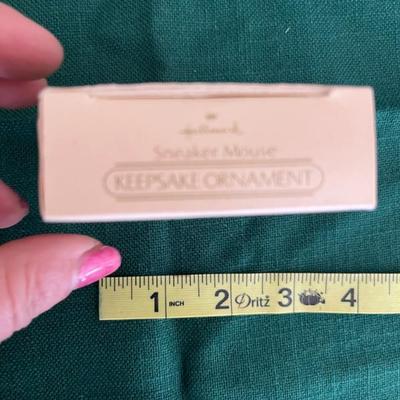 Hallmark
Sneaker Mouse
KEEPSAKE ORNAMENT
1 INCH 2 Dritz 3 4